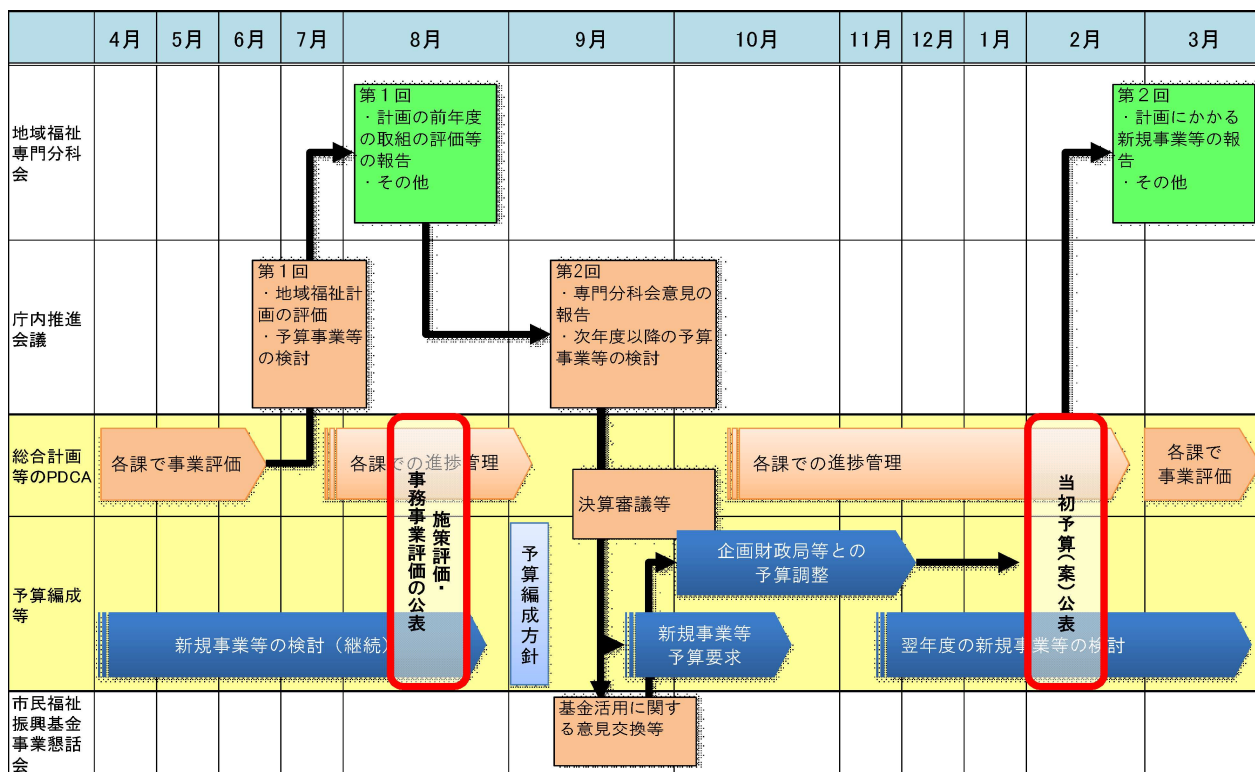 4月
5月
6月
7月
8月
9月
10月
11月
12月
1月
2月
3月
地域福祉
専門分科
会
第１回
・計画の前年度
の取組の評価等
の報告
・その他
第２回
・計画にかかる
新規事業等の報
告
・その他
庁内推進
会議
第１回
・地域福祉計
画の評価
・予算事業等
の検討
第2回
・専門分科会意見の
報告
・次年度以降の予算
事業等の検討
総合計画
等のPDCA
各課で事業評価
各課での進捗管理
施策評価・
事務事業評価の公表
決算審議等
各課での進捗管理
当初予算(案)公表
各課で
事業評価
予算編成
等
新規事業等の検討（継続）
予算編成方針
企画財政局等との
予算調整
新規事業等
予算要求
翌年度の新規事業等の検討
市民福祉
振興基金
事業懇話
会
基金活用に関す
る意見交換等